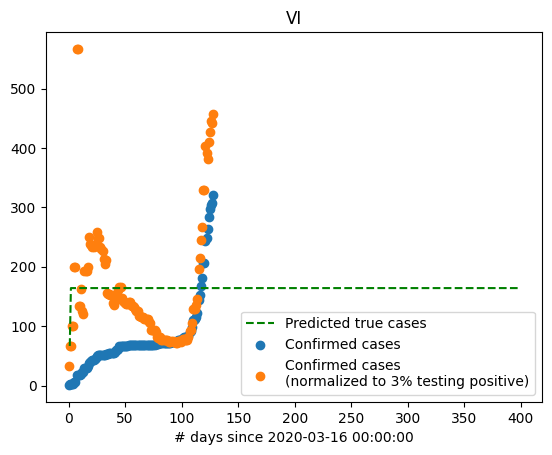 VI
500
400
300
200
100
0
Predicted true cases
Confirmed cases
Confirmed cases
(normalized to 3% testing positive)
0 50 100 150 200 250 300 350 400
# days since 2020-03-16 00:00:00